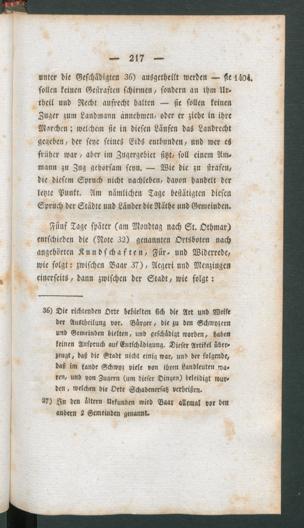 — 217 —
unter die Geschädigten 36) ausgetheilt werden — sie 1404.
sollen keinen Gestraften schirmen, sondern an ihm Ur-
theil und Recht aufrecht halten — sie sollen keinen
Zuger zum Landmann annehmen, oder er ziehe in ihre
Marchen; welchem sie in diesen Läufen das Landrecht
gegeben, der seye seines Eids entbunden, und wer es
früher war, aber im Zugergebiet sitzt, soll einem Am-
mann zu Zug gehorsam seyn. — Wie die zu strafen,
die diesem Spruch nicht nachleben, davon handelt der
letzte Punkt. Am nämlichen Tage bestätigten diesen
Spruch der Städte und Länder die Räthe und Gemeinden.
Fünf Tage später (am Mondtag nach St. Othmar)
entschieden die (Note 32) genannten Ortsboten nach
angehörten Kundschaften, Für- und Widerrede,
wie folgt: zwischen Baar 37), Aegeri und Menzingen
einerseits, dann zwischen der Stadt, wie folgt:
36) Die richtenden Orte behielten sich die Art und Weise
der Austheilung vor. Bürger, die zu den Schwyzern
und Gemeinden hielten, und geschädigt worden, haben
keinen Anspruch auf Entschädigung. Dieser Artikel über-
zeugt, daß die Stadt nicht einig war, und der folgende,
daß im Lande Schwyz viele von ihren Landleuten wa-
ren, und von Zugern (um dieser Dingen) beleidigt wur-
den, welchen die Orte Schadenersatz verhießen.
37) In den ältern Urkunden wird Baar allemal vor den
andern 2 Gemeinden genannt.